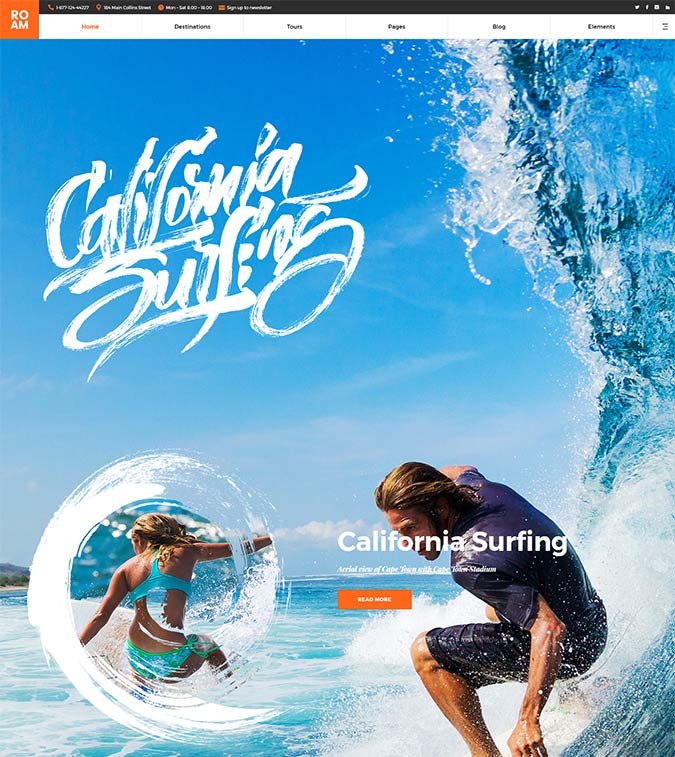 RO
AM
1-877-124-44227 184 Main Collins Street Mon - Sat 8.00 - 18.00 Sign up to newsletter
Home Destinations Tours Pages Blog Elements
California
Surfing
California Surfing
Aerial view of Cape Town with Cape Town Stadium
READ MORE